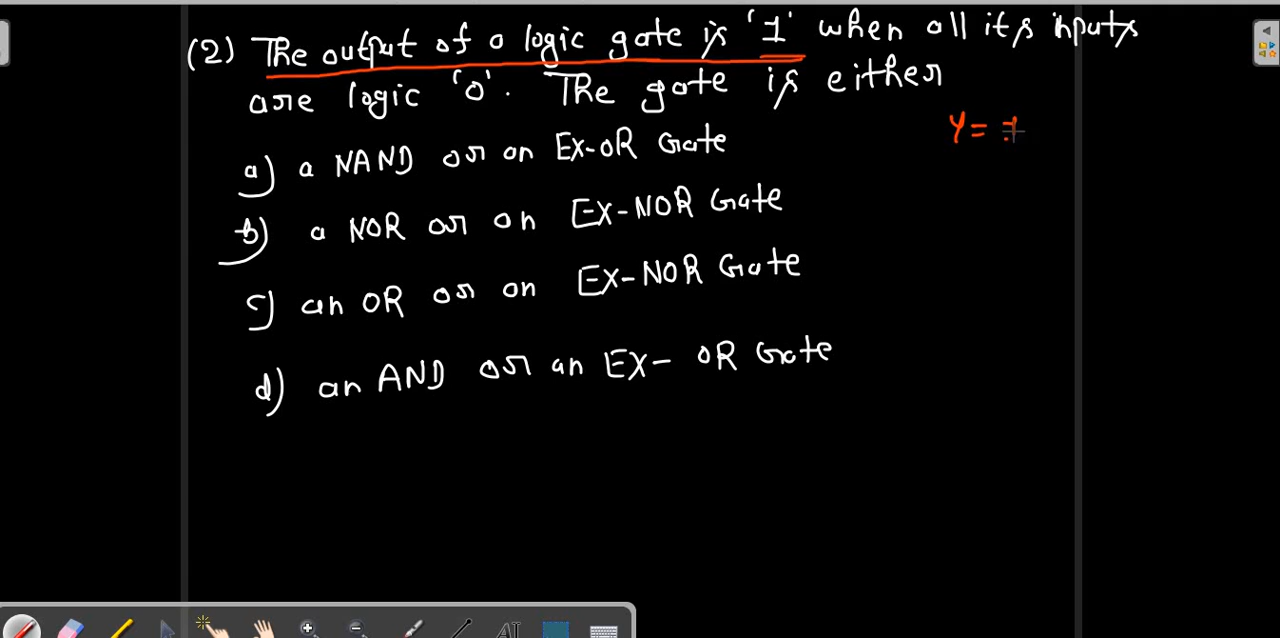 (2) The output of a logic gate is '1' when all its inputs
are logic '0'. The gate is either
Y =
a) a NAND or an Ex-OR Gate
b) a NOR or an EX-NOR Gate
c) an OR or an EX-NOR Gate
d) an AND or an EX-OR Gate